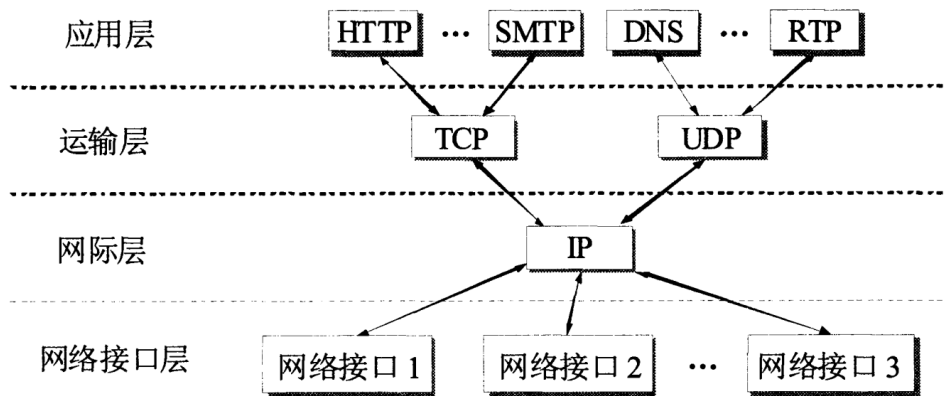 应用层 HTTP ··· SMTP DNS ··· RTP
运输层 TCP UDP
网际层 IP
网络接口层 网络接口 1 网络接口 2 ··· 网络接口 3